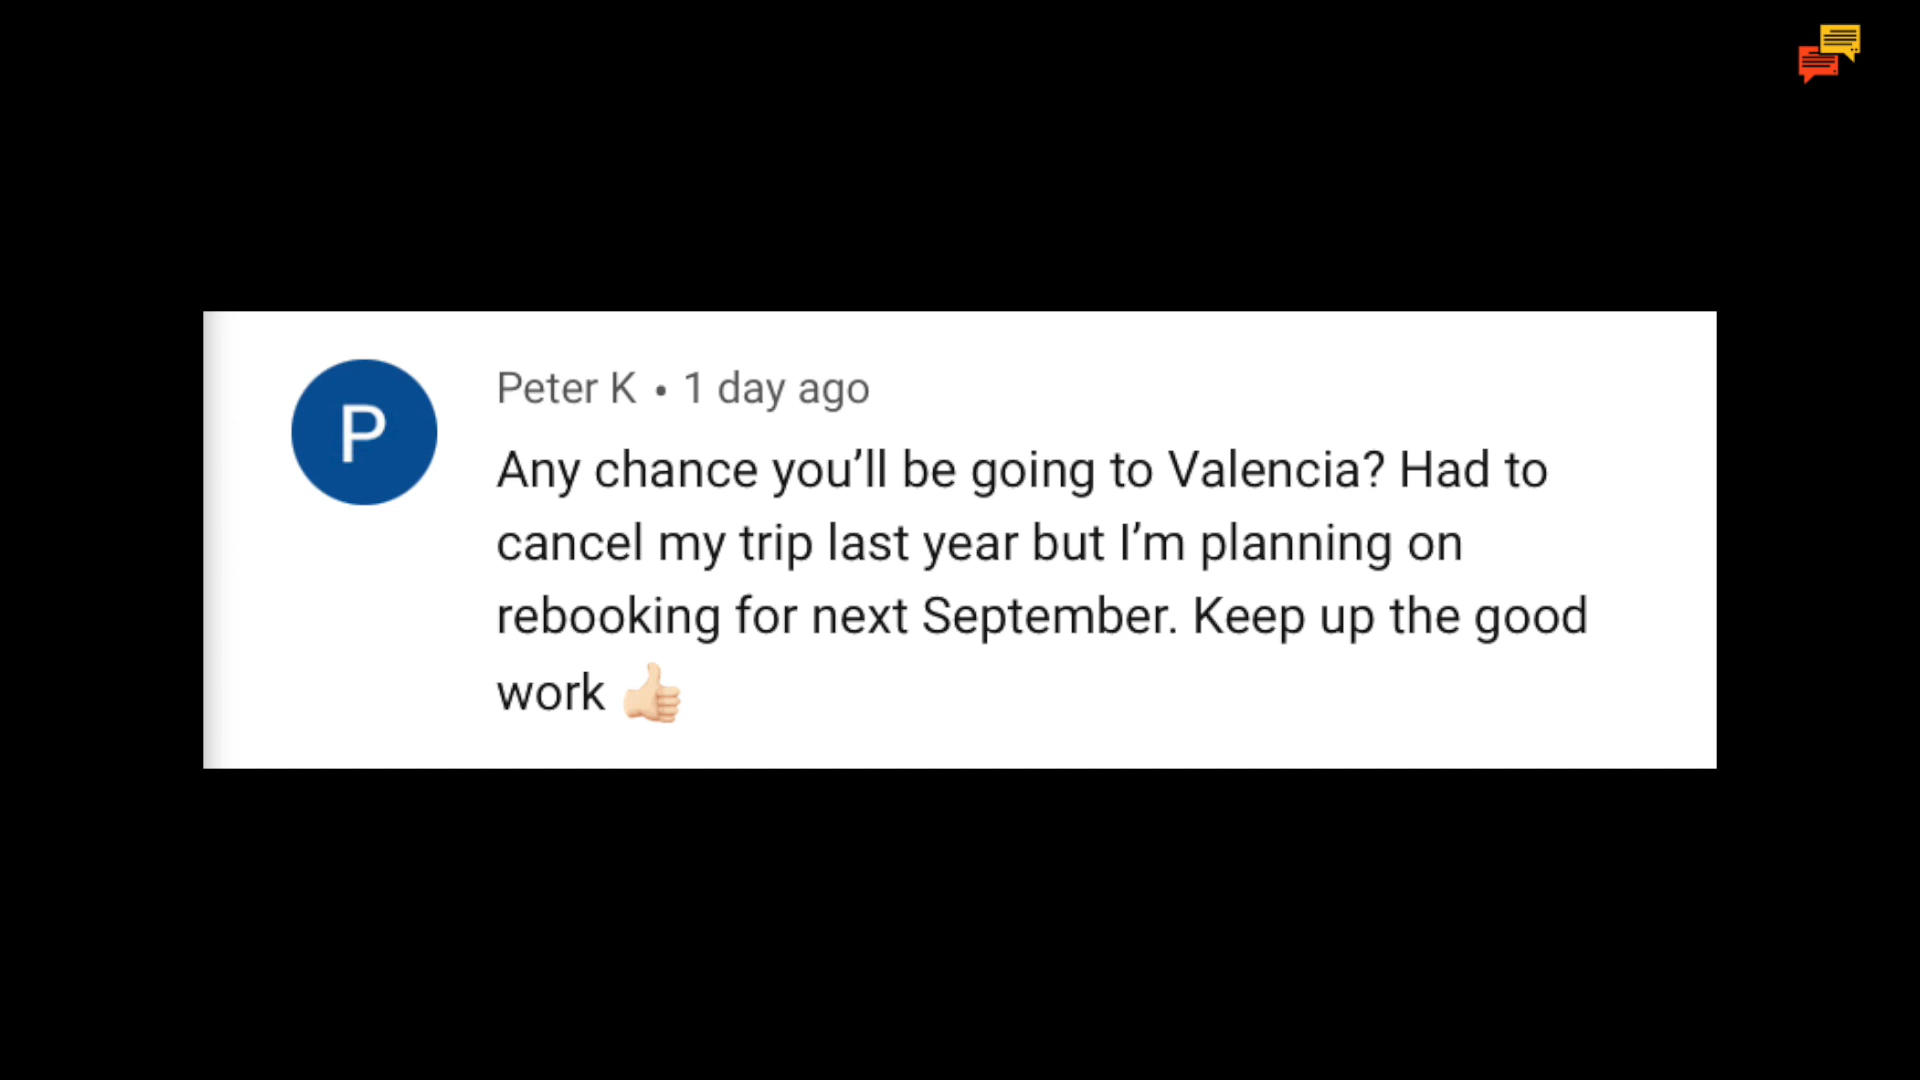 P
Peter K • 1 day ago
Any chance you’ll be going to Valencia? Had to
cancel my trip last year but I’m planning on
rebooking for next September. Keep up the good
work 👍🏻